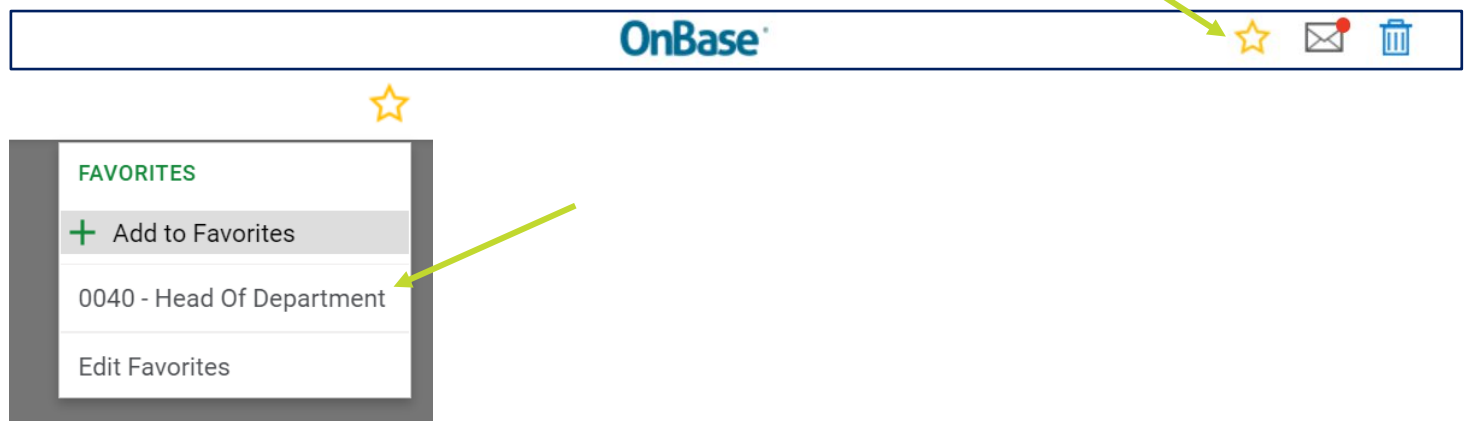 OnBase
FAVORITES
+ Add to Favorites
0040 - Head Of Department
Edit Favorites